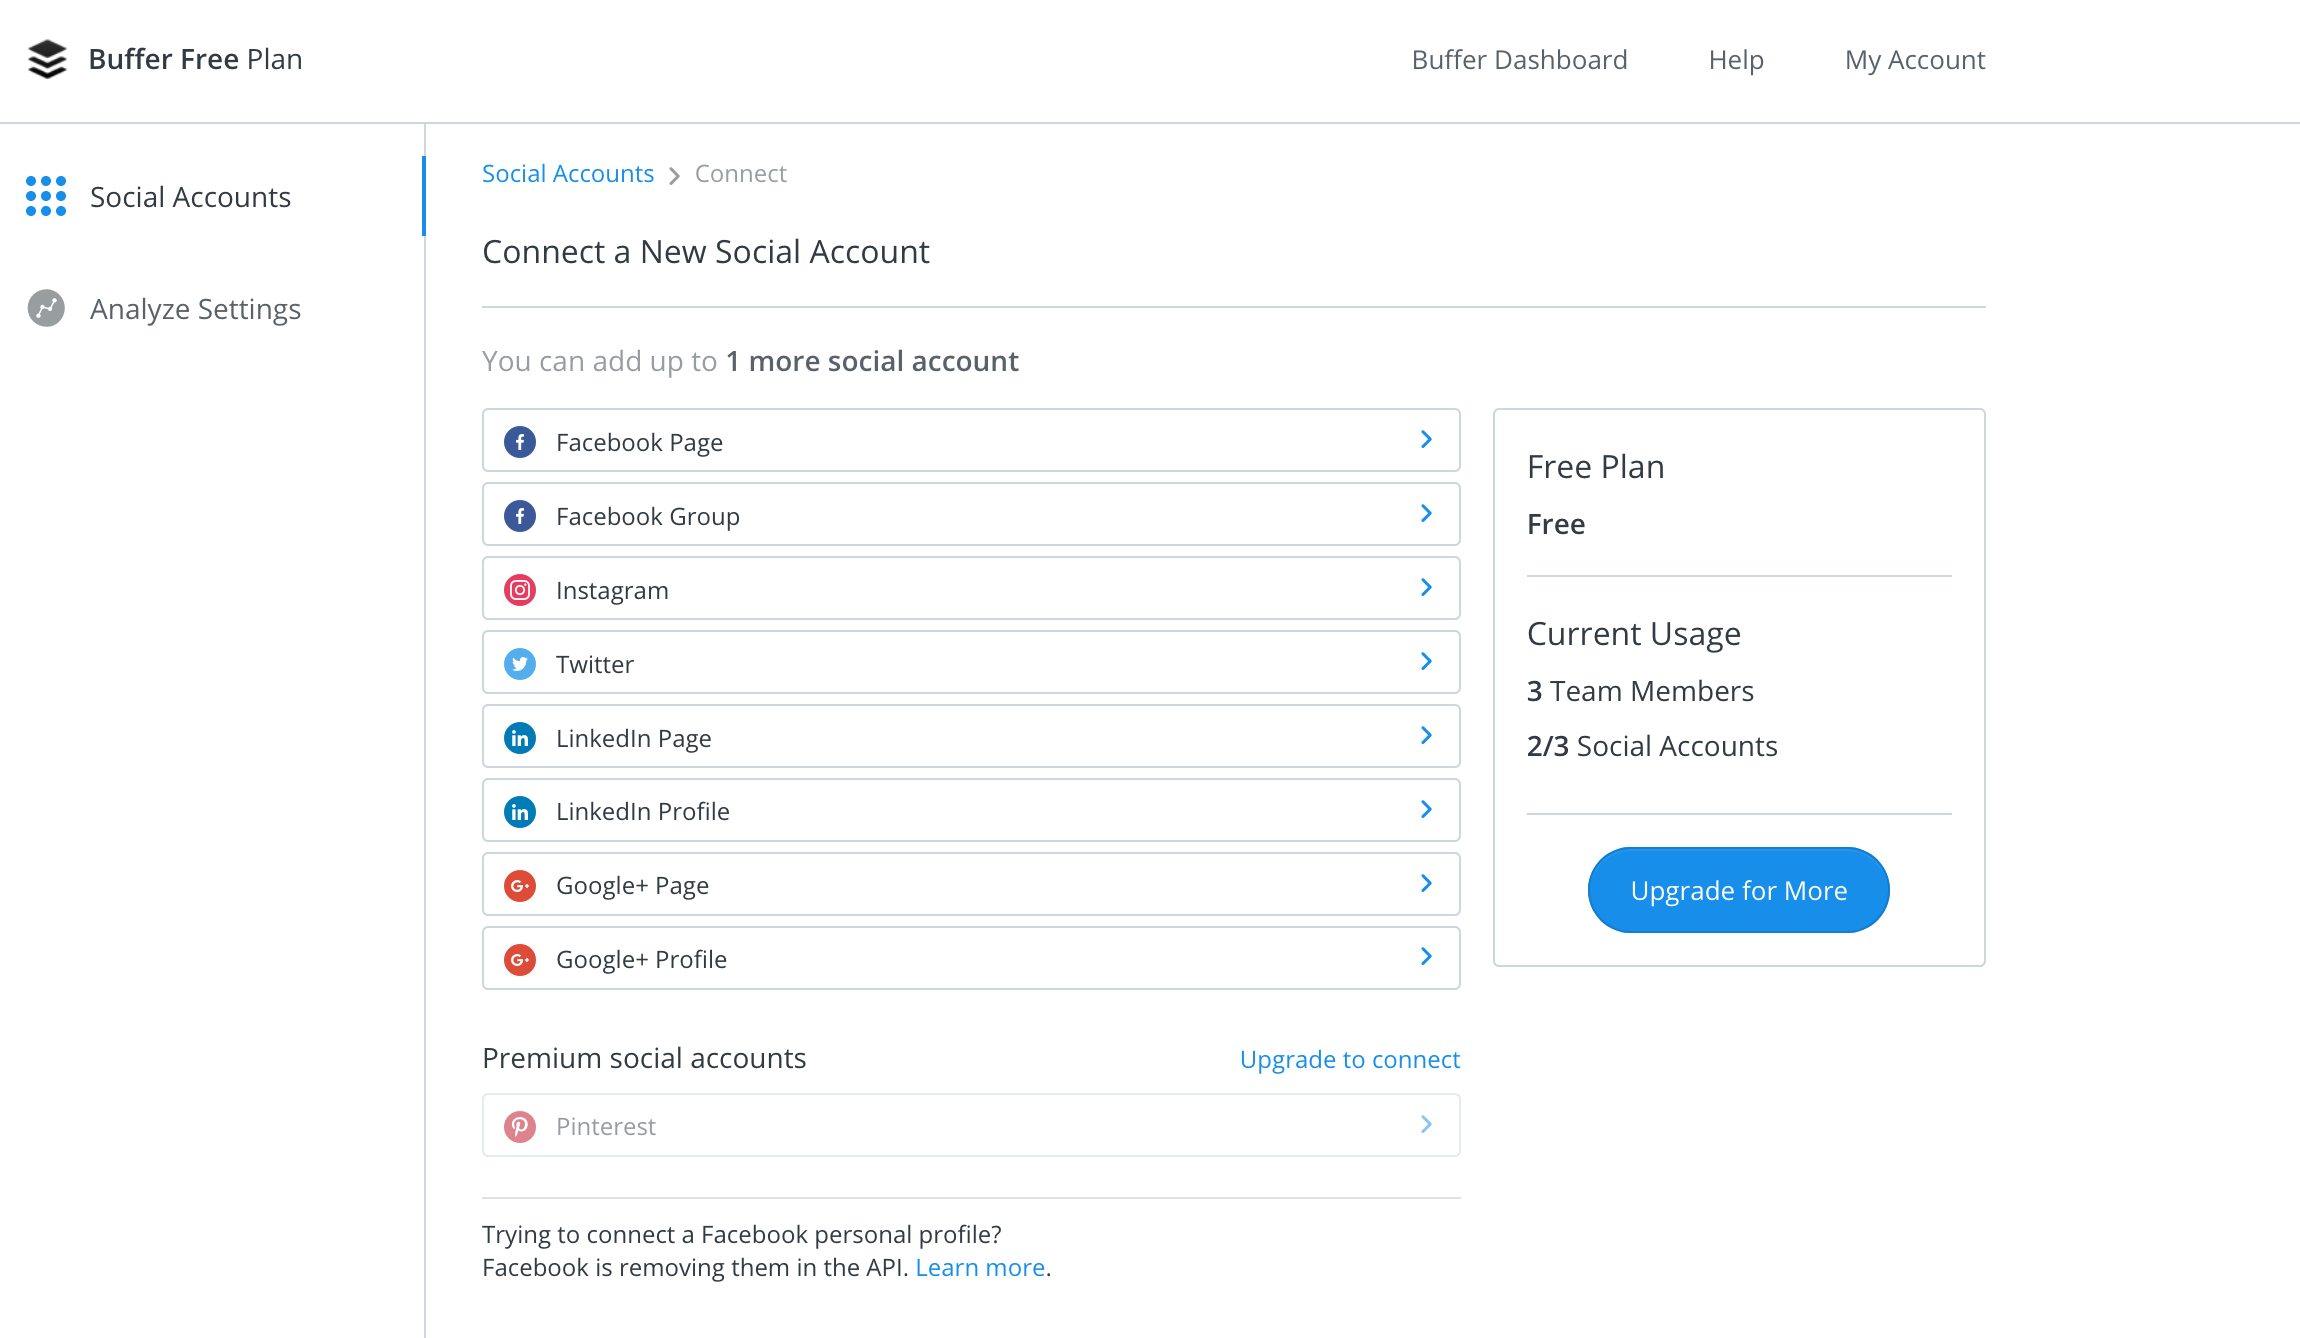 Buffer Free Plan
Buffer Dashboard
Help
My Account
Social Accounts
Analyze Settings
Social Accounts
Connect
Connect a New Social Account
You can add up to 1 more social account
Facebook Page
Facebook Group
Instagram
Twitter
LinkedIn Page
LinkedIn Profile
Google+ Page
Google+ Profile
Free Plan
Free
Current Usage
3 Team Members
2/3 Social Accounts
Upgrade for More
Premium social accounts
Upgrade to connect
Pinterest
Trying to connect a Facebook personal profile?
Facebook is removing them in the API. Learn more.